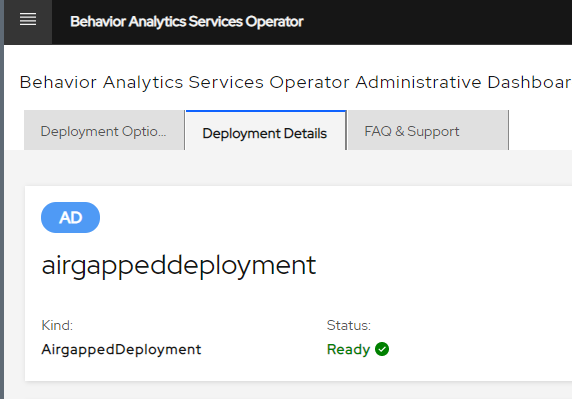 Behavior Analytics Services Operator
Behavior Analytics Services Operator Administrative Dashboar
Deployment Optio...
Deployment Details
FAQ & Support
AD
airgappeddeployment
Kind:
Status:
AirgappedDeployment
Ready